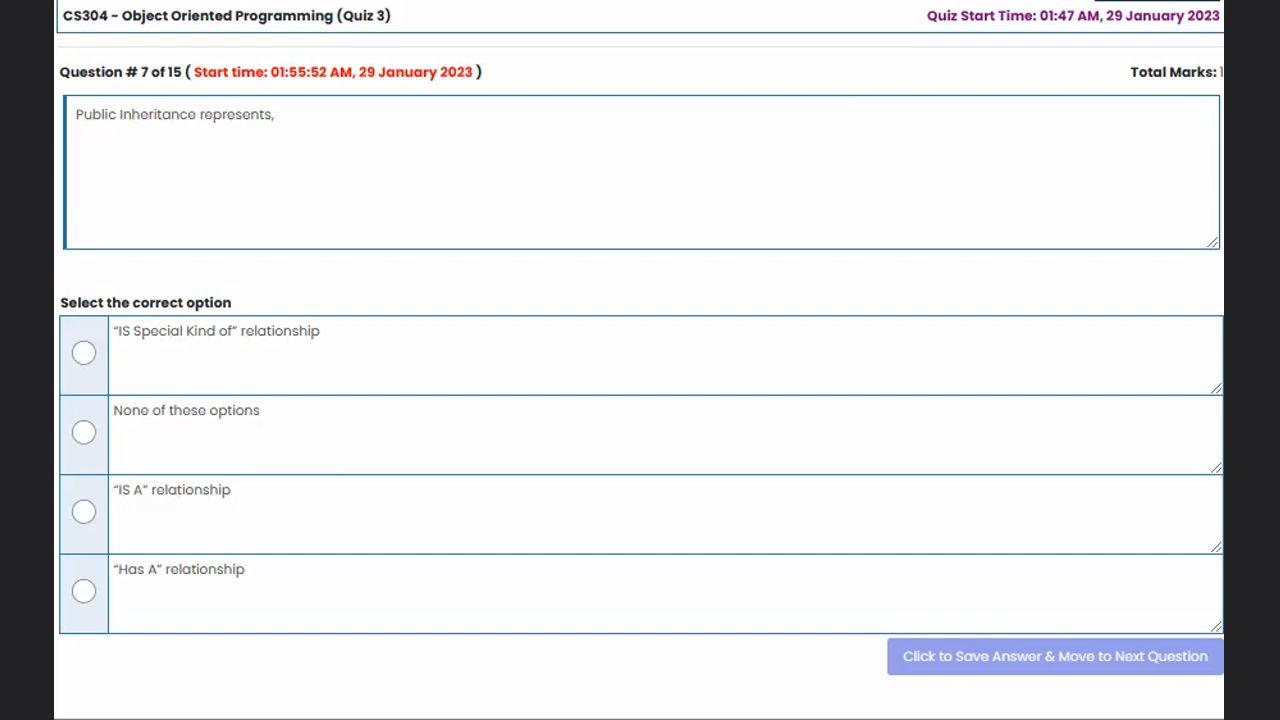 CS304 - Object Oriented Programming (Quiz 3)
Quiz Start Time: 01:47 AM, 29 January 2023
Question # 7 of 15 ( Start time: 01:55:52 AM, 29 January 2023 )
Total Marks: 1
Public Inheritance represents,
Select the correct option
“IS Special Kind of” relationship
None of these options
“IS A” relationship
“Has A” relationship
Click to Save Answer & Move to Next Question